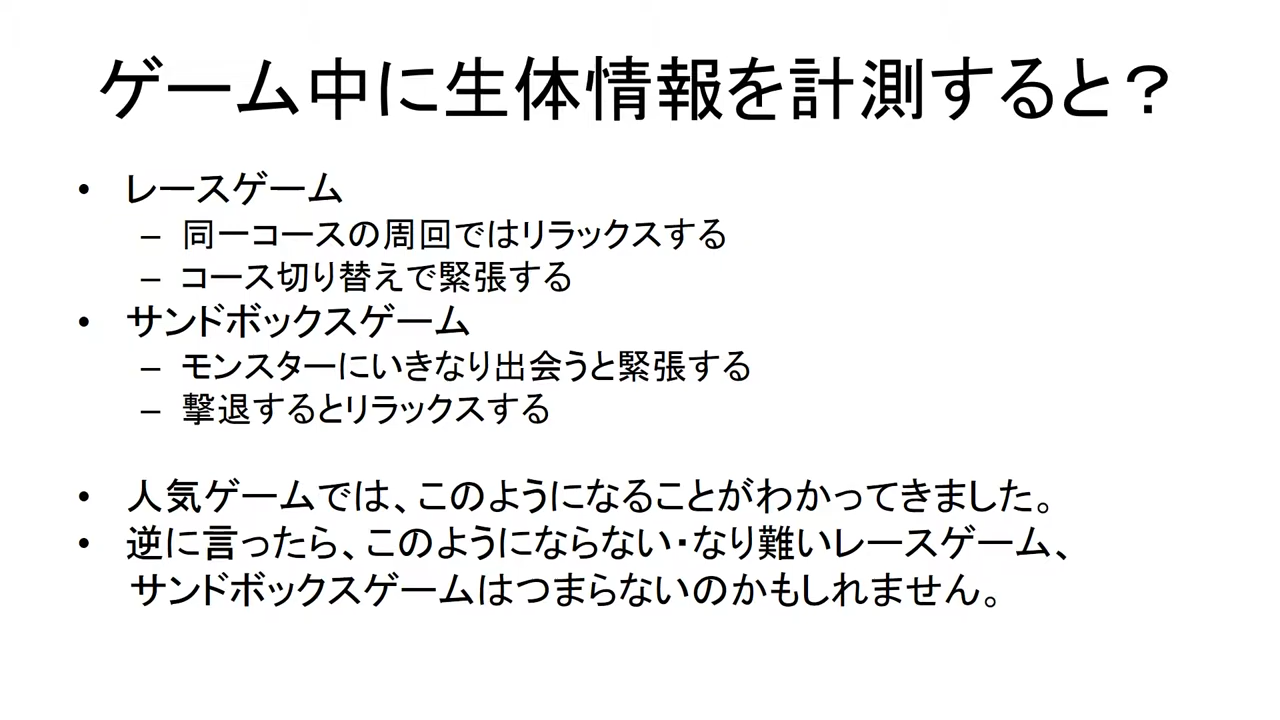 ゲーム中に生体情報を計測すると？
• レースゲーム
– 同一コースの周回ではリラックスする
– コース切り替えで緊張する
• サンドボックスゲーム
– モンスターにいきなり出会うと緊張する
– 撃退するとリラックスする
• 人気ゲームでは、このようになることがわかってきました。
• 逆に言ったら、このようにならない・なり難いレースゲーム、
サンドボックスゲームはつまらないのかもしれません。